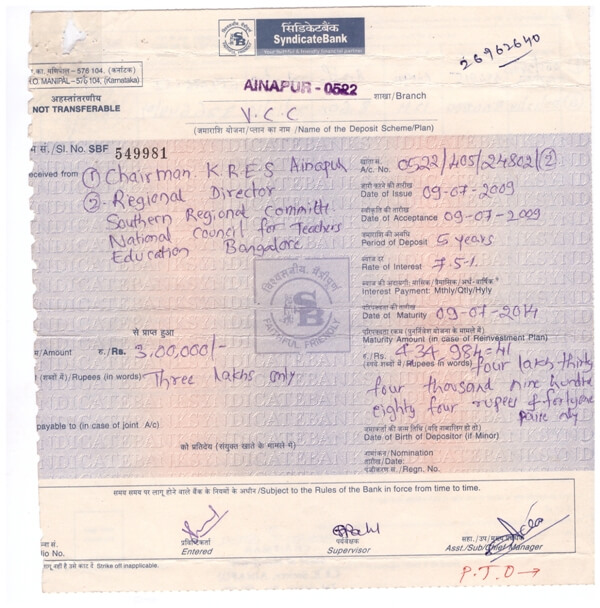 सिंडिकेटबैंक
SyndicateBank
Your faithful & friendly financial partner
26962640
का. मणिपाल - 576 104. (कर्नाटक)
O. MANIPAL - 576 104, (Karnataka)
अहस्तांतरणीय
NOT TRANSFERABLE
AINAPUR - 0522 शाखा/Branch
V.C.C
(जमाराशि योजना/प्लान का नाम /Name of the Deposit Scheme/Plan)
म सं./Sl. No. SBF 549981
eceived from ① Chairman K.R.E.S Ainapur
② Regional Director
Southern Regional Committe
National Council for Teachers
Education Bangalore
खाता सं.
A/c. No. 0522/405/24802/②
जारी करने की तारीख
Date of Issue 09-07-2009
स्वीकृति की तारीख
Date of Acceptance 09-07-2009
जमाराशि की अवधि
Period of Deposit 5 years
ब्याज दर
Rate of Interest 7.5%
ब्याज की अदायगी: मासिक/त्रैमासिक/अर्ध-वार्षिक *
Interest Payment: Mthly/Qtly/Hyly
परिपक्वता की तारीख
Date of Maturity 09-07-2014
विश्वसनीय, मैत्रीपूर्ण
SB
FAITHFUL, FRIENDLY
से प्राप्त हुआ
म/Amount रु./Rs. 3,00,000/-
(शब्दों में)/Rupees (in words) Three lakhs only
परिपक्वता रकम (पुनर्निवेश योजना के मामले में)
Maturity Amount (in case of Reinvestment Plan)
रु./Rs. 434,984=41
(रुपये शब्दों में)/Rupees (in words) four lakh thirty
four thousand nine hundred
eighty four rupees & fortyone
paise only
payable to (in case of joint A/c)
को प्रतिदेय (संयुक्त खाते के मामले में)
जमाकर्ता की जन्म तिथि (यदि नाबालिग हो तो)
Date of Birth of Depositor (if Minor)
नामांकन/Nomination
तारीख/Date:
पंजीकरण सं./Regn. No.
समय समय पर लागू होने वाले बैंक के नियमों के अधीन/Subject to the Rules of the Bank in force from time to time.
प्रविष्टिकर्ता
Entered
पर्यवेक्षक
Supervisor
सहा./उप/मुख्य प्रबंधक
Asst./Sub/Chief Manager
lio No.
लागू नहीं है उसे काट दें Strike off inapplicable.
P.T.O →